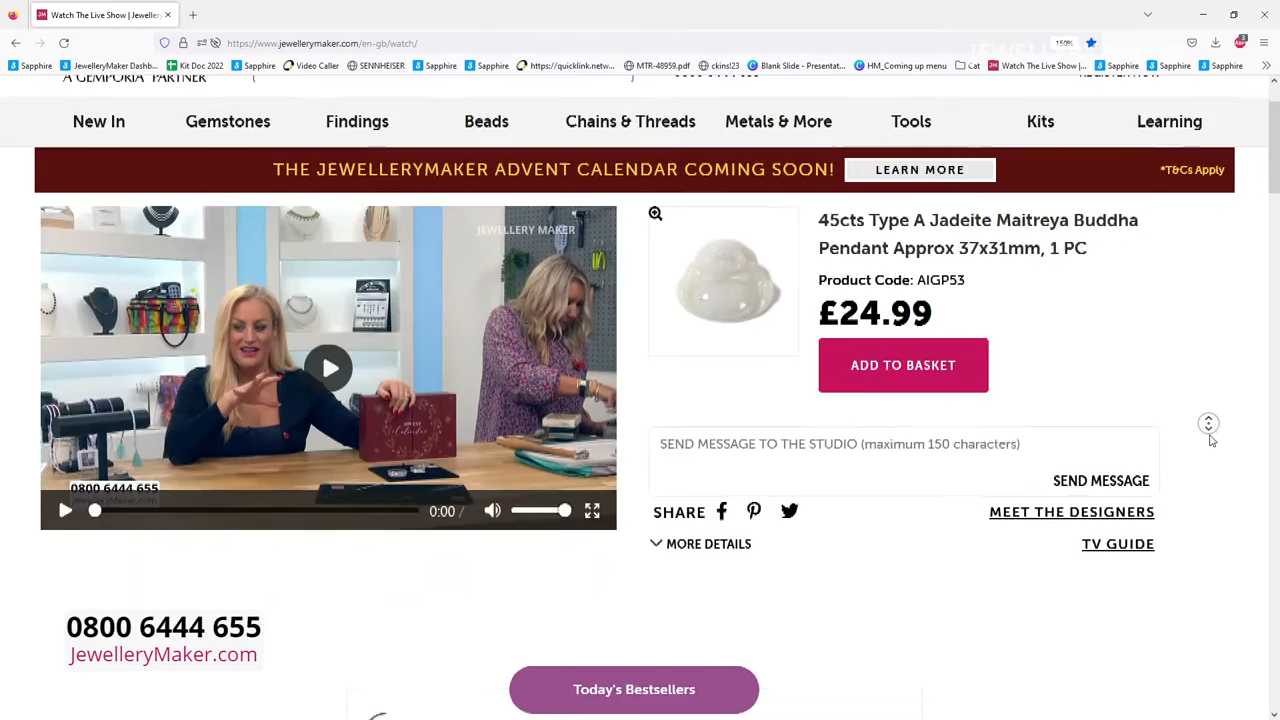 Watch The Live Show | Jeweller
https://www.jewellerymaker.com/en-gb/watch/
150%
3
Sapphire JewelleryMaker Dashb... Kit Doc 2022 Sapphire Video Caller SENNHEISER Sapphire Sapphire https://quicklink.netw... MTR-48959.pdf ckins123 Blank Slide - Presentat... HM_Coming up menu Cat Watch The Live Show |... Sapphire Sapphire Sapphire
A GEMPORIA PARTNER
New In Gemstones Findings Beads Chains & Threads Metals & More Tools Kits Learning
THE JEWELLERYMAKER ADVENT CALENDAR COMING SOON! LEARN MORE *T&Cs Apply
JEWELLERY MAKER
45cts Type A Jadeite Maitreya Buddha
Pendant Approx 37x31mm, 1 PC
Product Code: AIGP53
£24.99
ADD TO BASKET
ADVENT
Calendar
SEND MESSAGE TO THE STUDIO (maximum 150 characters)
SEND MESSAGE
0800 6444 655
JewelleryMaker.com
0:00 /
SHARE MEET THE DESIGNERS
MORE DETAILS TV GUIDE
0800 6444 655
JewelleryMaker.com
Today's Bestsellers